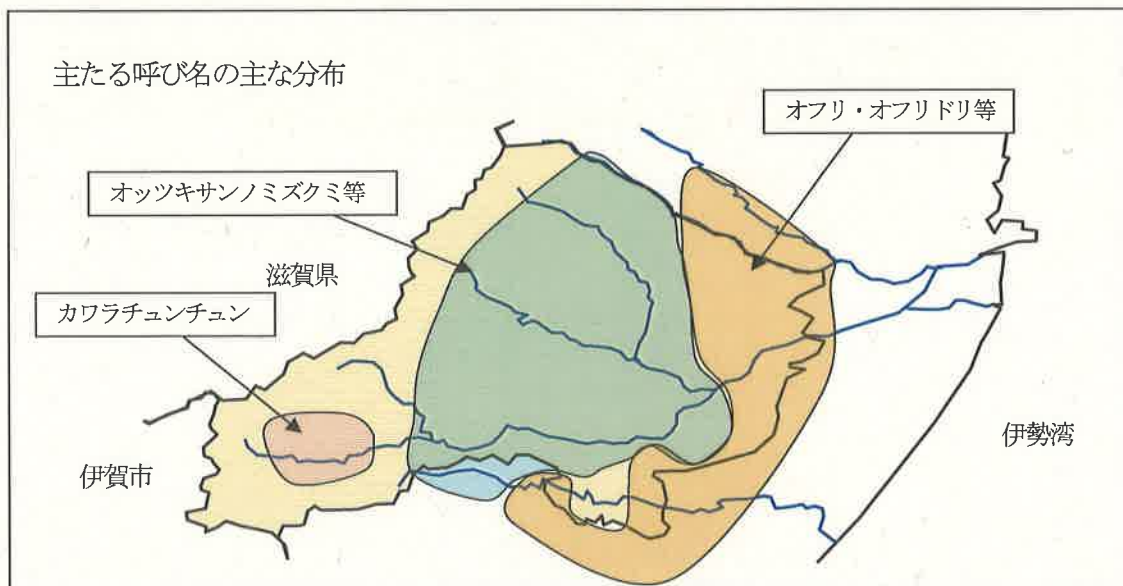 主たる呼び名の主な分布
オフリ・オフリドリ等
オッツキサンノミズクミ等
滋賀県
カワラチュンチュン
伊勢湾
伊賀市